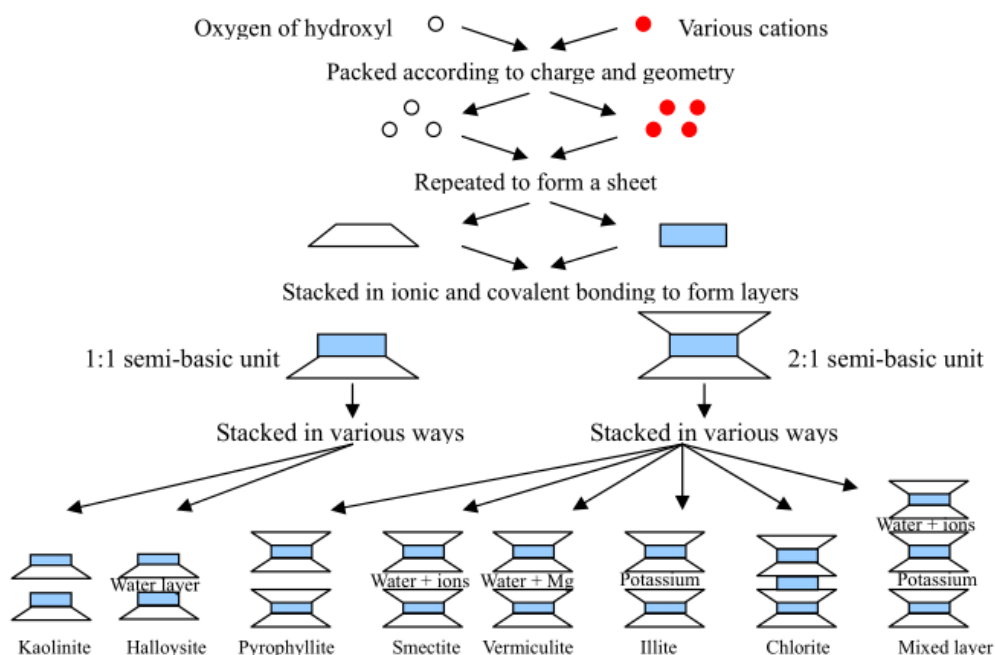 Oxygen of hydroxyl
Various cations
Packed according to charge and geometry
Repeated to form a sheet
Stacked in ionic and covalent bonding to form layers
1:1 semi-basic unit
2:1 semi-basic unit
Stacked in various ways
Stacked in various ways
Water + ions
Water layer
Water + ions
Water + Mg
Potassium
Potassium
Kaolinite
Halloysite
Pyrophyllite
Smectite
Vermiculite
Illite
Chlorite
Mixed layer